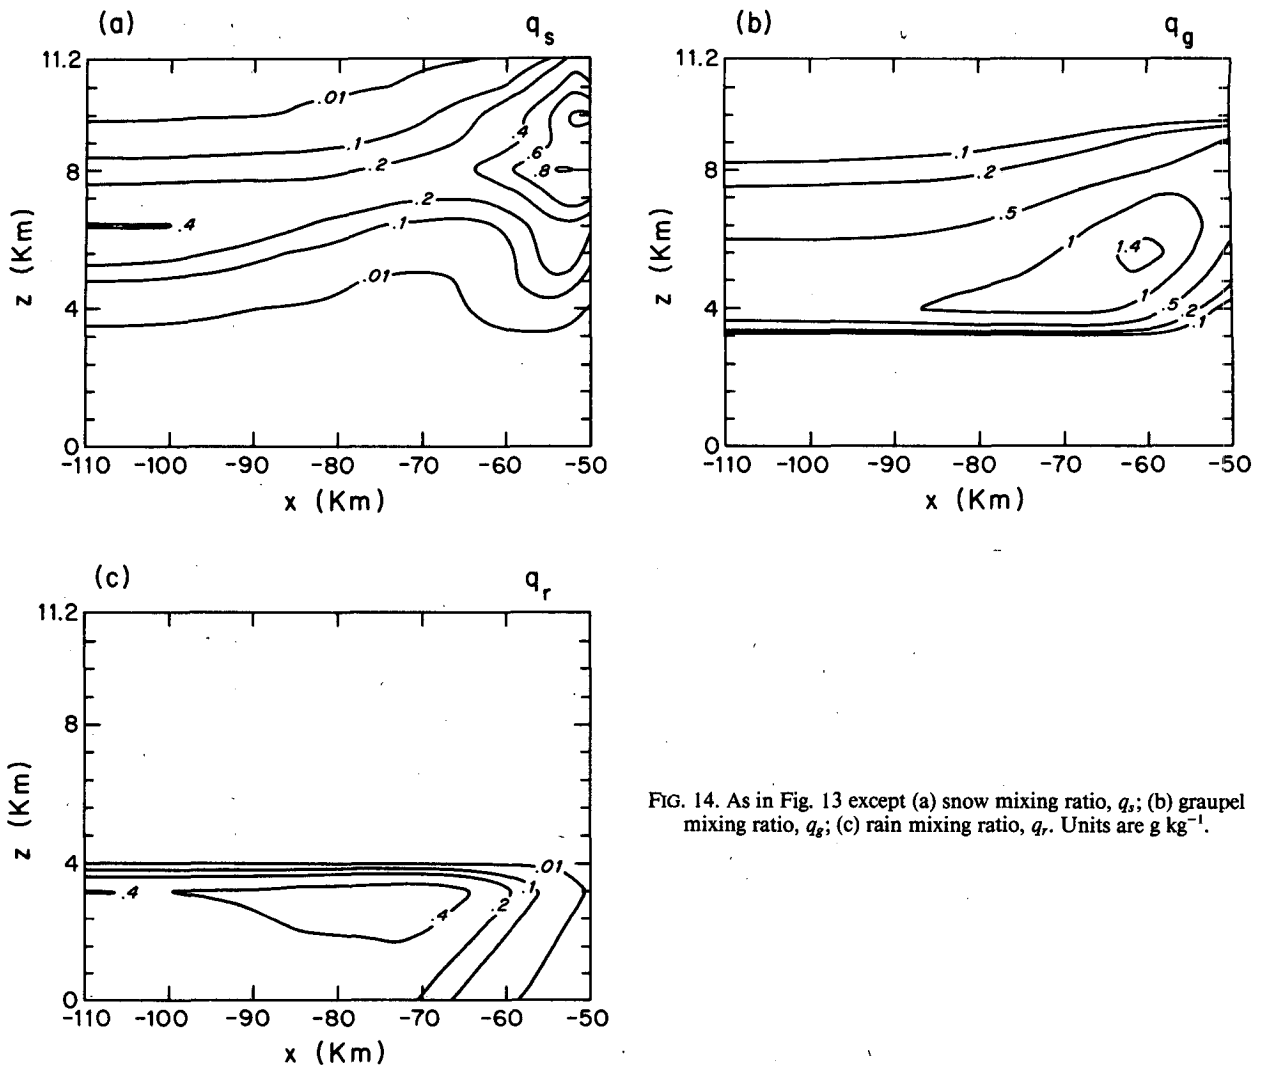 (a) q_s
11.2
8
4
0
z (Km)
.01
.1
.2
.4
.6
.8
.4
.2
.1
.01
-110 -100 -90 -80 -70 -60 -50
x (Km)
(b) q_g
11.2
8
4
0
z (Km)
.1
.2
.5
1
1.4
1
.5
.2
.1
-110 -100 -90 -80 -70 -60 -50
x (Km)
(c) q_r
11.2
8
4
0
z (Km)
.01
.1
.2
.4
.4
-110 -100 -90 -80 -70 -60 -50
x (Km)
FIG. 14. As in Fig. 13 except (a) snow mixing ratio, q_s; (b) graupel
mixing ratio, q_g; (c) rain mixing ratio, q_r. Units are g kg⁻¹.